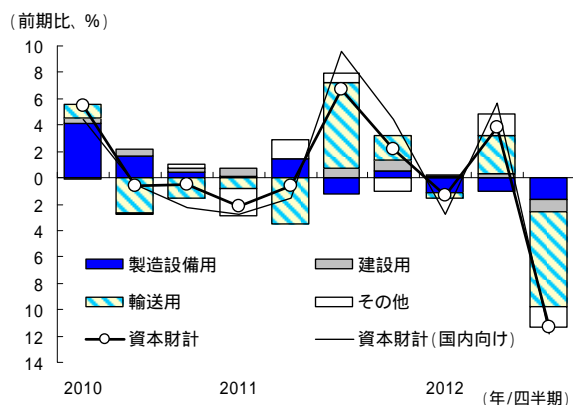 (前期比、%)
10
8
6
4
2
0
2
4
6
8
10
12
14
製造設備用
建設用
輸送用
その他
資本財計
資本財計(国内向け)
2010
2011
2012
(年/四半期)